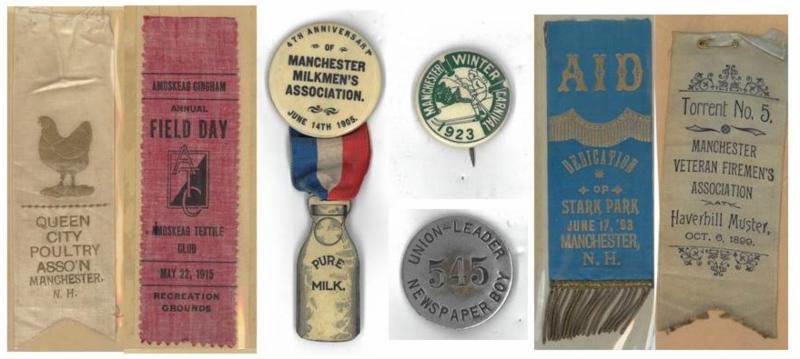 QUEEN
CITY
POULTRY
ASSO'N
MANCHESTER,
N. H.
AMOSKEAG GINGHAM
ANNUAL
FIELD DAY
A
T
C
AMOSKEAG TEXTILE
CLUB
MAY 22, 1915
RECREATION
GROUNDS
4TH ANNIVERSARY
OF
MANCHESTER
MILKMEN'S
ASSOCIATION.
JUNE 14TH 1905.
PURE
MILK.
MANCHESTER WINTER CARNIVAL
1923
UNION-LEADER
545
NEWSPAPER BOY
AID
DEDICATION
OF
STARK PARK
JUNE 17, '93
MANCHESTER,
N. H.
Torrent No. 5,
MANCHESTER
VETERAN FIREMEN'S
ASSOCIATION
AT
Haverhill Muster,
OCT. 6, 1899.